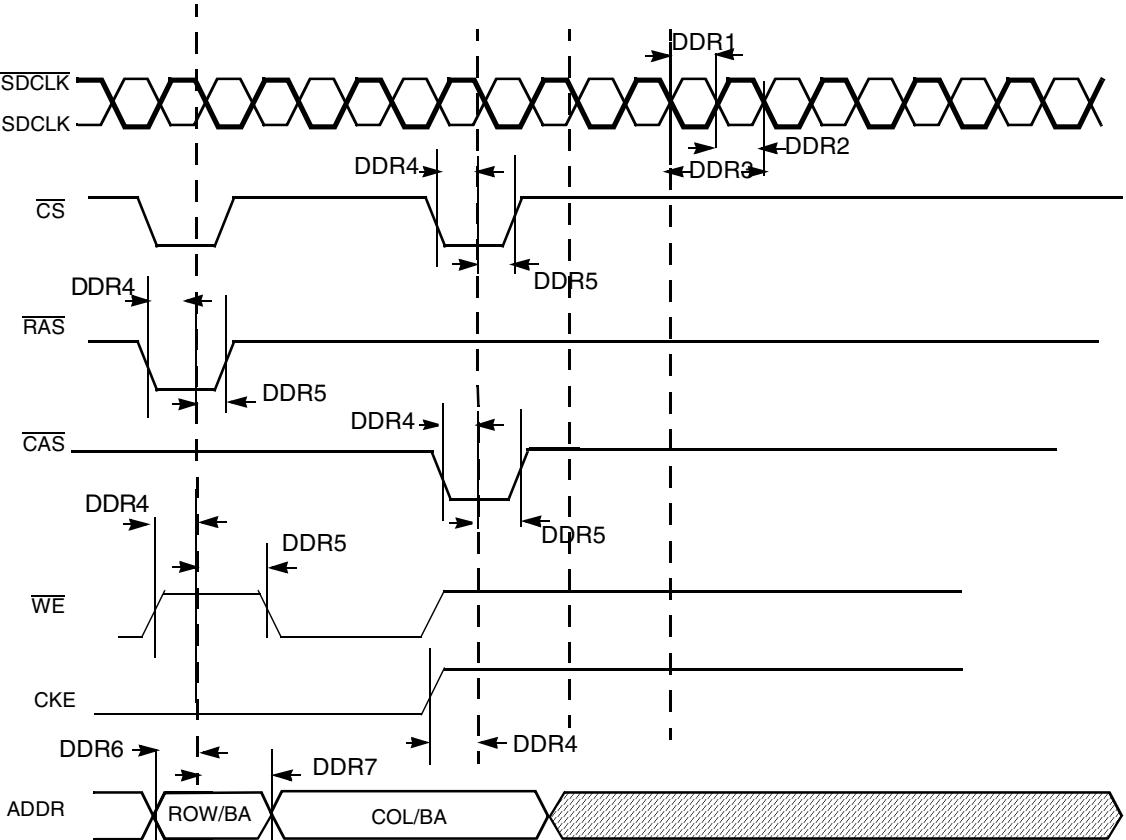 DDR1
SDCLK
SDCLK
DDR2
DDR4
DDR3
CS
DDR5
DDR4
RAS
DDR5
DDR4
CAS
DDR4
DDR5
DDR5
WE
CKE
DDR6
DDR4
DDR7
ADDR
ROW/BA
COL/BA